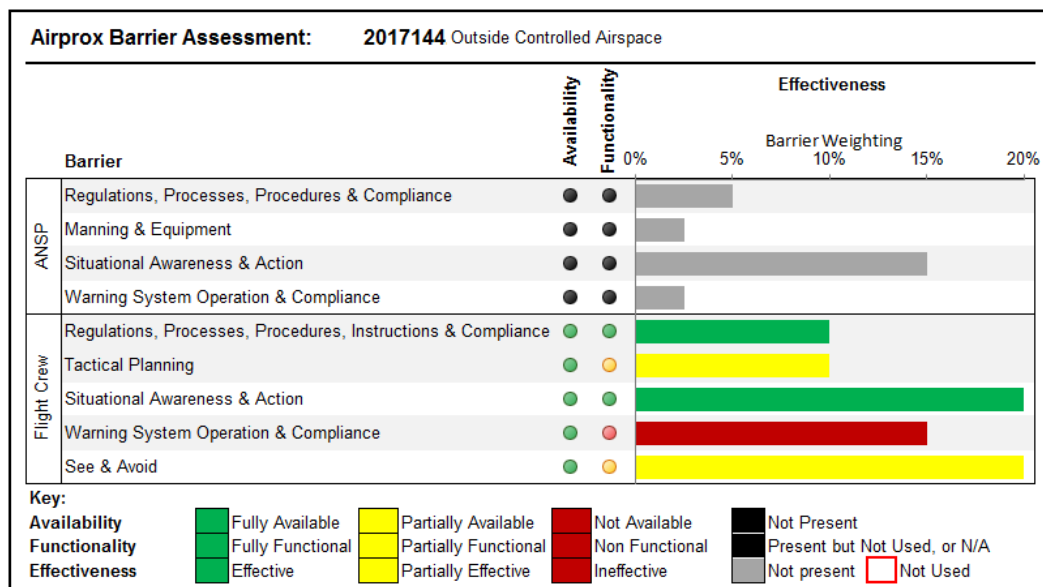 Airprox Barrier Assessment: 2017144 Outside Controlled Airspace
Effectiveness
Barrier Availability Functionality Barrier Weighting
0% 5% 10% 15% 20%
ANSP
Regulations, Processes, Procedures & Compliance
Manning & Equipment
Situational Awareness & Action
Warning System Operation & Compliance
Flight Crew
Regulations, Processes, Procedures, Instructions & Compliance
Tactical Planning
Situational Awareness & Action
Warning System Operation & Compliance
See & Avoid
Key:
Availability Fully Available Partially Available Not Available Not Present
Functionality Fully Functional Partially Functional Non Functional Present but Not Used, or N/A
Effectiveness Effective Partially Effective Ineffective Not present Not Used